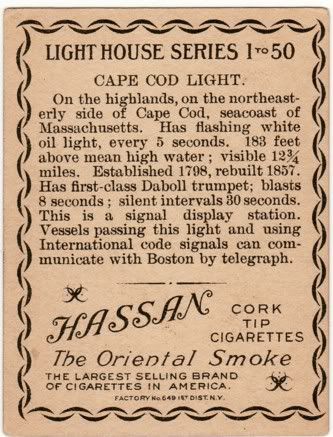 LIGHT HOUSE SERIES 1 TO 50
CAPE COD LIGHT.
On the highlands, on the northeast-
erly side of Cape Cod, seacoast of
Massachusetts. Has flashing white
oil light, every 5 seconds. 183 feet
above mean high water; visible 12¾
miles. Established 1798, rebuilt 1857.
Has first-class Daboll trumpet; blasts
8 seconds; silent intervals 30 seconds.
This is a signal display station.
Vessels passing this light and using
International code signals can com-
municate with Boston by telegraph.
HASSAN
CORK
TIP
CIGARETTES
The Oriental Smoke
THE LARGEST SELLING BRAND
OF CIGARETTES IN AMERICA.
FACTORY No. 649 1ST DIST. N.Y.